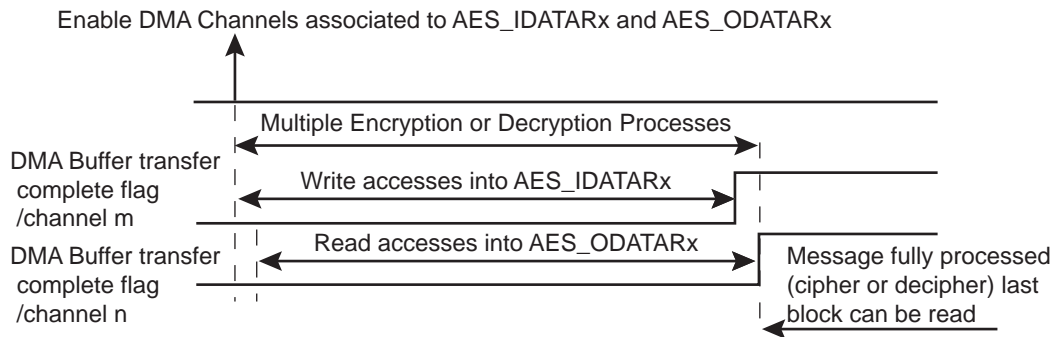 Enable DMA Channels associated to AES_IDATARx and AES_ODATARx
Multiple Encryption or Decryption Processes
DMA Buffer transfer
complete flag
/channel m
Write accesses into AES_IDATARx
DMA Buffer transfer
complete flag
/channel n
Read accesses into AES_ODATARx
Message fully processed
(cipher or decipher) last
block can be read